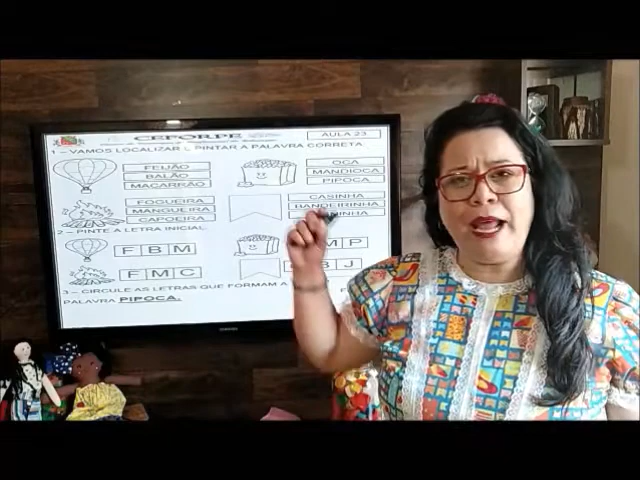 CEFORPE
AULA 23
1 – VAMOS LOCALIZAR E PINTAR A PALAVRA CORRETA.
FEIJÃO
BALÃO
MACARRÃO
OCA
MANDIOCA
PIPOCA
FOGUEIRA
MANGUEIRA
CAPOEIRA
CASINHA
BANDEIRINHA
2 – PINTE A LETRA INICIAL.
F B M
M P
F M C
B J
3 – CIRCULE AS LETRAS QUE FORMAM A
PALAVRA PIPOCA.